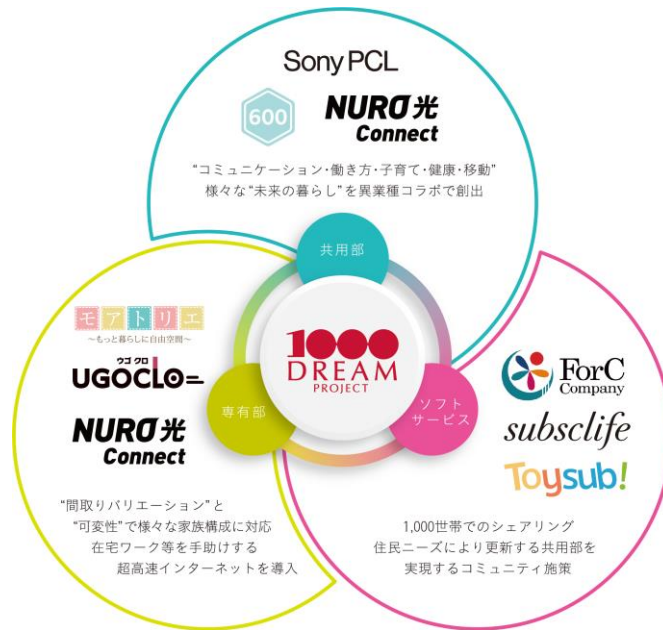 Sony PCL
600
NURO光
Connect
“コミュニケーション・働き方・子育て・健康・移動”
様々な“未来の暮らし”を異業種コラボで創出
共用部
1000
DREAM
PROJECT
モアトリエ
～もっと暮らしに自由空間～
ウゴクロ
UGOCLO
NURO光
Connect
専有部
“間取りバリエーション”と
“可変性”で様々な家族構成に対応
在宅ワーク等を手助けする
超高速インターネットを導入
ソフト
サービス
ForC
Company
subsclife
Toysub!
1,000世帯でのシェアリング
住民ニーズにより更新する共用部を
実現するコミュニティ施策